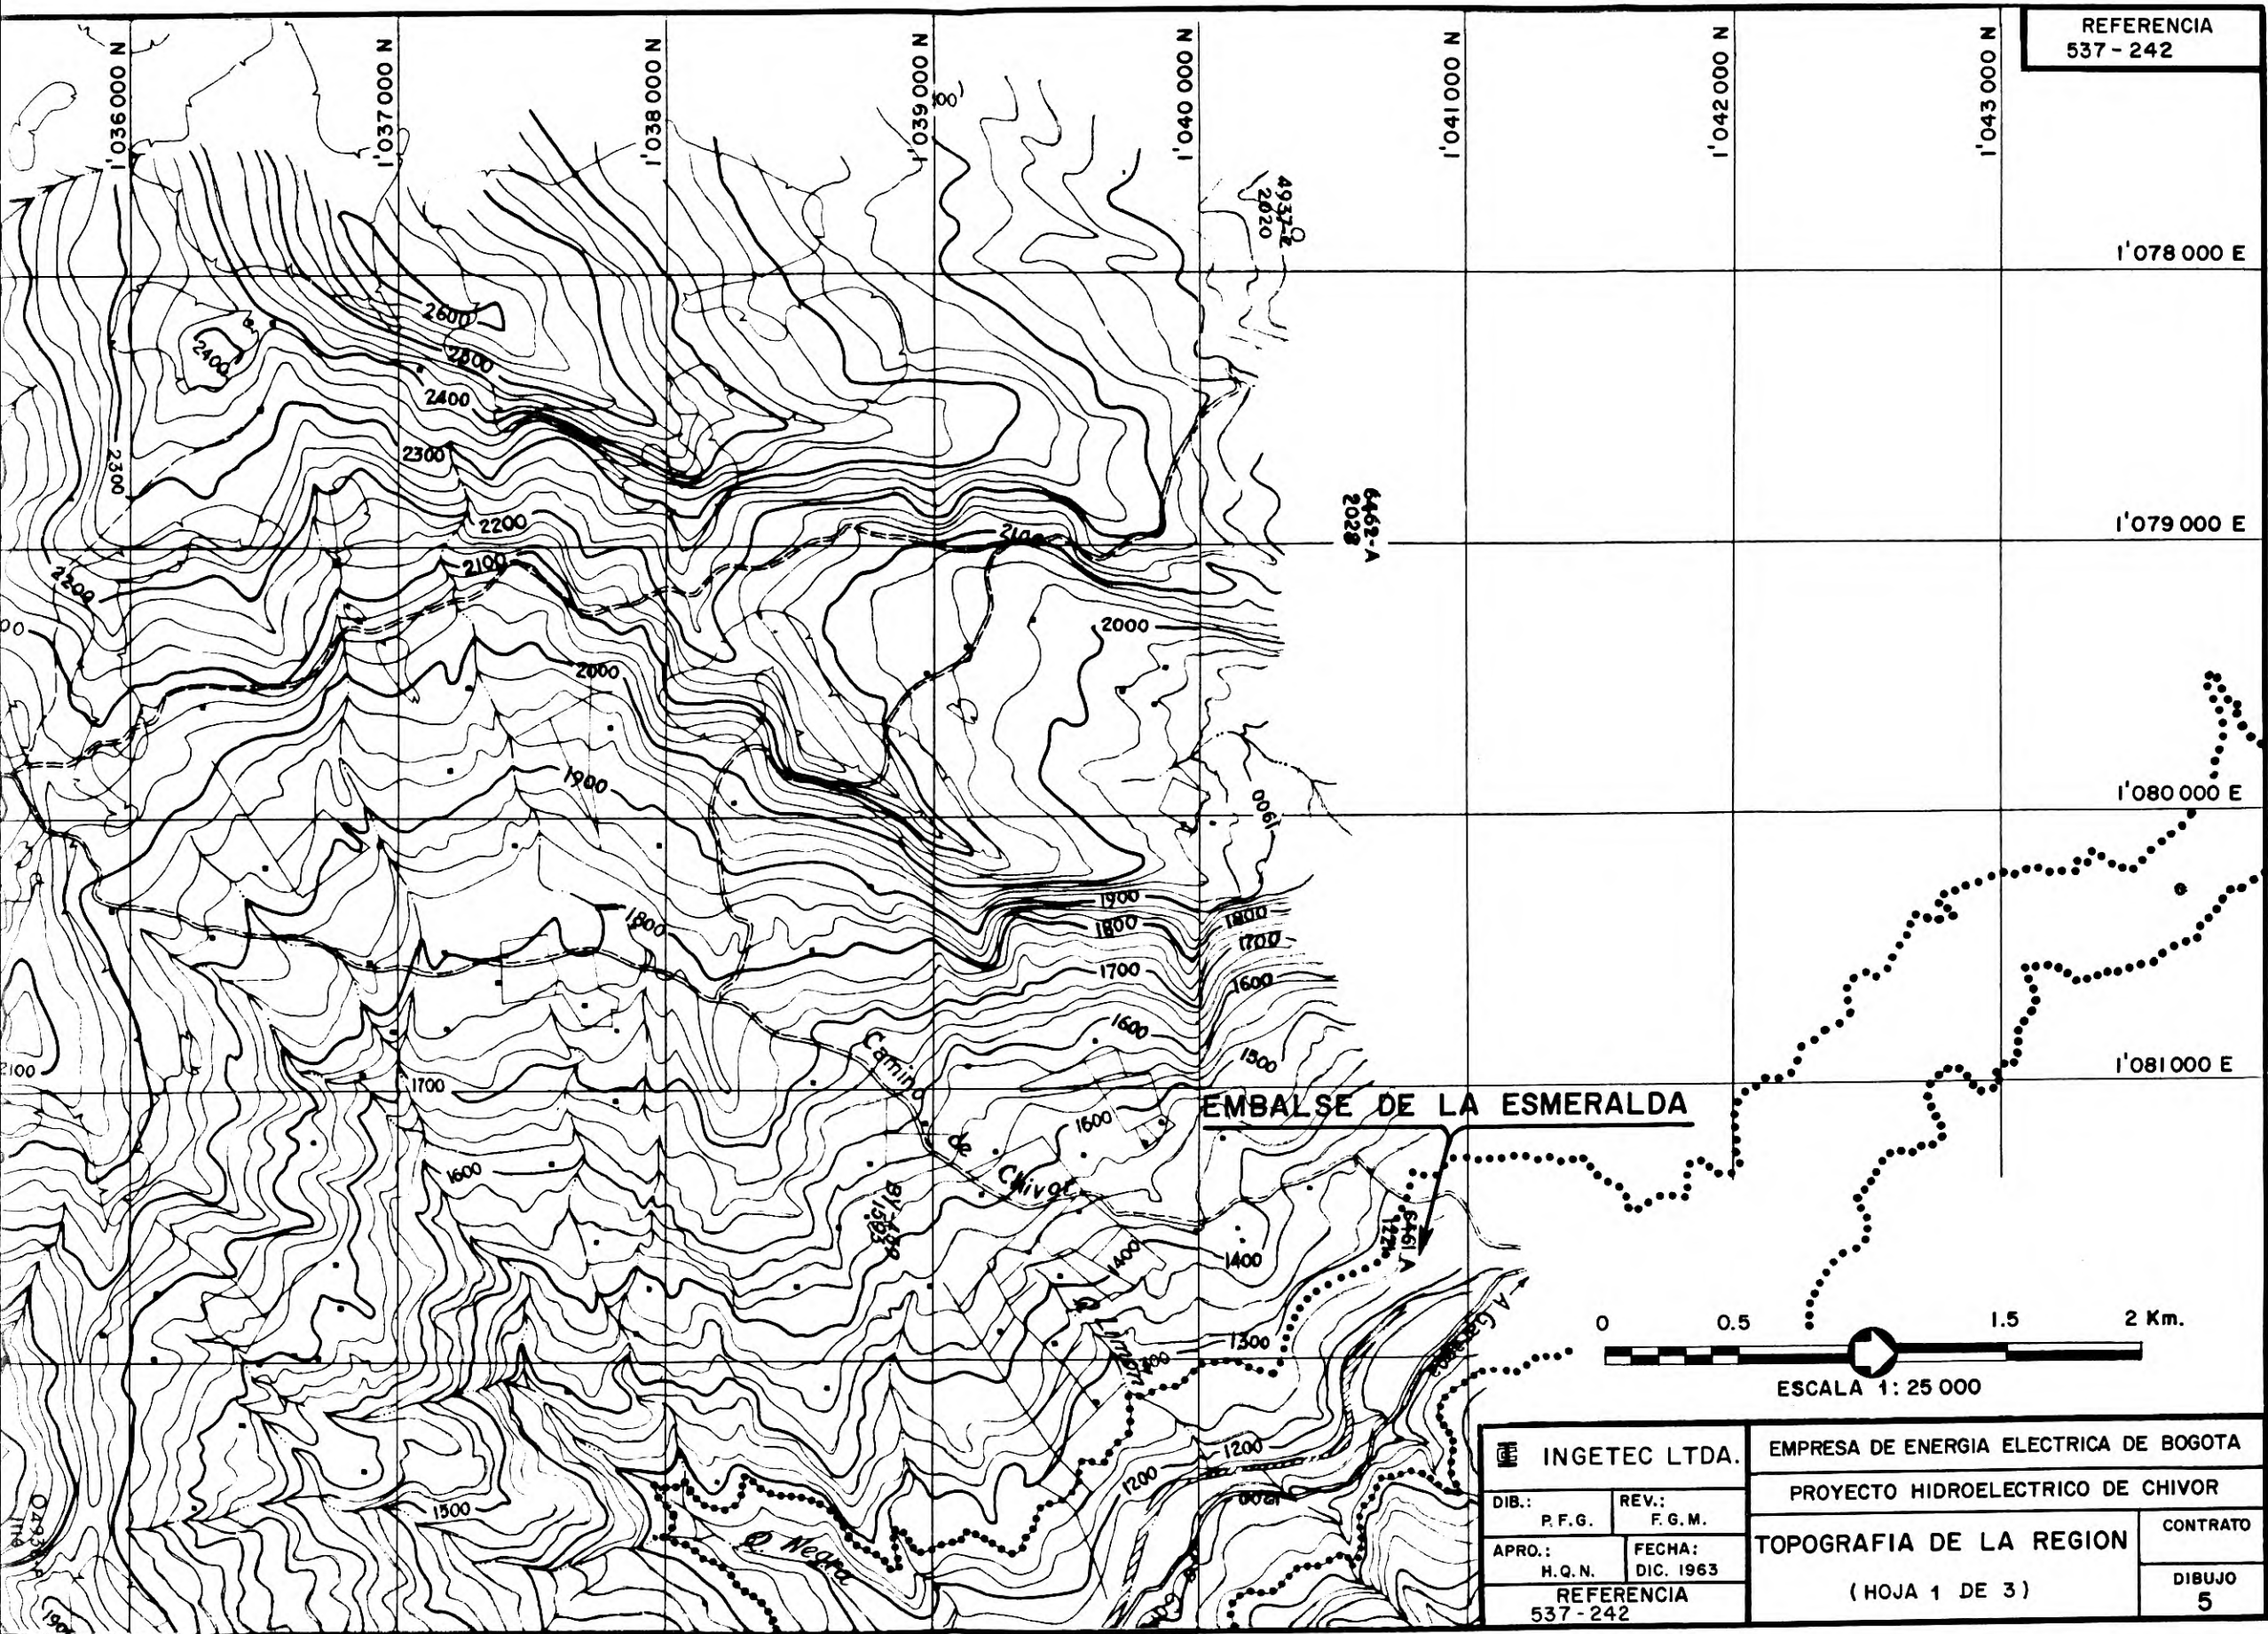 REFERENCIA
537-242
1'036 000 N
1'037 000 N
1'038 000 N
1'039 000 N
1'040 000 N
1'041 000 N
1'042 000 N
1'043 000 N
1'078 000 E
1'079 000 E
1'080 000 E
1'081 000 E
2020
6462-A
2028
2600
2500
2400
2400
2300
2300
2200
2200
2100
2100
2000
2000
1900
1900
1900
1800
1800
1800
1700
1700
1700
1600
1600
1600
1600
1500
1500
1400
1400
1300
1200
1200
1200
2100
Camino de Chivor
EMBALSE DE LA ESMERALDA
6461 A
Q. Limon
Q Negra
0 0.5 1.5 2 Km.
ESCALA 1:25 000
INGETEC LTDA.
DIB.:
P.F.G.
REV.:
F.G.M.
APRO.:
H.Q.N.
FECHA:
DIC. 1963
REFERENCIA
537-242
EMPRESA DE ENERGIA ELECTRICA DE BOGOTA
PROYECTO HIDROELECTRICO DE CHIVOR
TOPOGRAFIA DE LA REGION
(HOJA 1 DE 3)
CONTRATO
DIBUJO
5